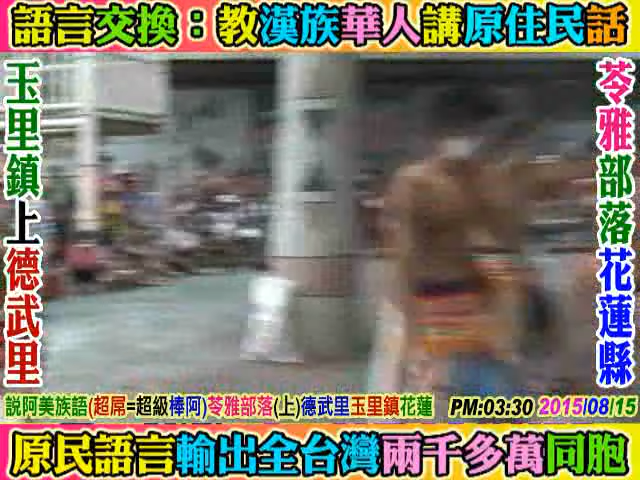 語言交換：教漢族華人講原住民話
玉里鎮上德武里
苓雅部落花蓮縣
説阿美族語(超屌=超級棒阿)苓雅部落(上)德武里玉里鎮花蓮 PM:03:30 2015/08/15
原民語言輸出全台灣兩千多萬同胞